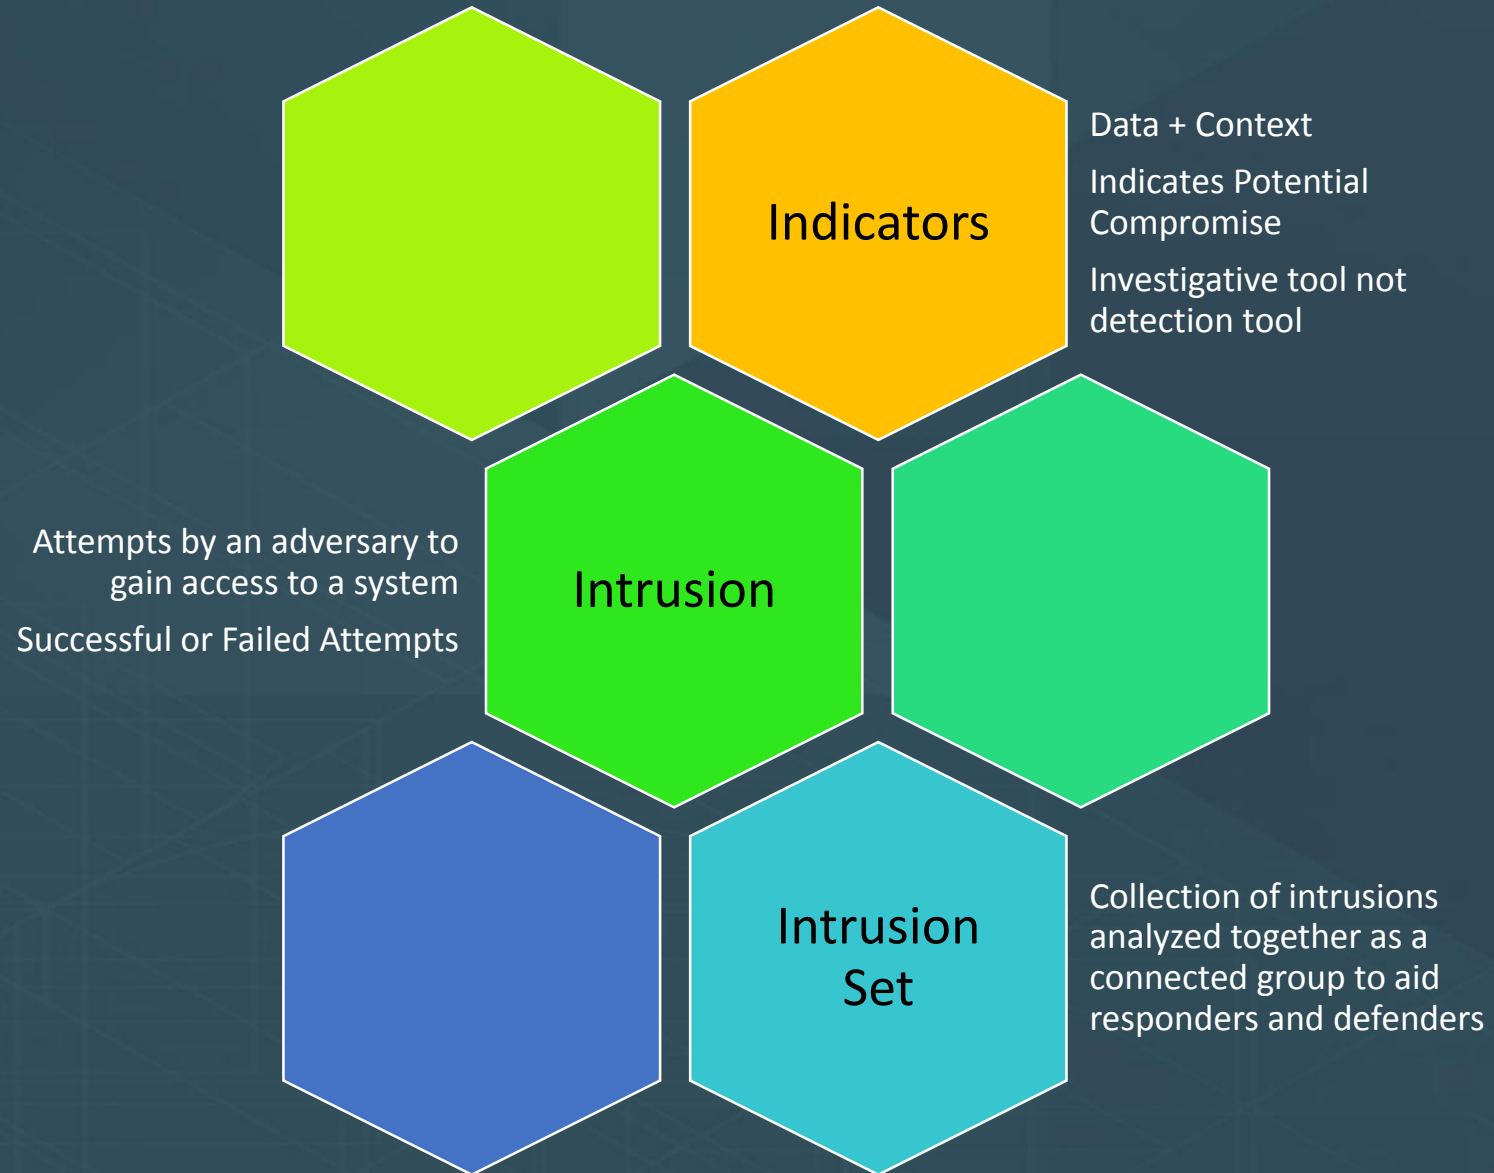 Indicators
Data + Context
Indicates Potential
Compromise
Investigative tool not
detection tool
Attempts by an adversary to
gain access to a system
Successful or Failed Attempts
Intrusion
Intrusion
Set
Collection of intrusions
analyzed together as a
connected group to aid
responders and defenders